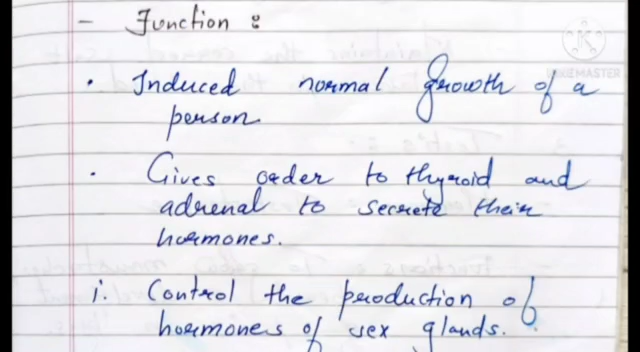 - Function :
• Induced normal growth of a
person
• Gives order to thyroid and
adrenal to secrete their
hormones.
i. Control the production of
hormones of sex glands.
KINEMASTER